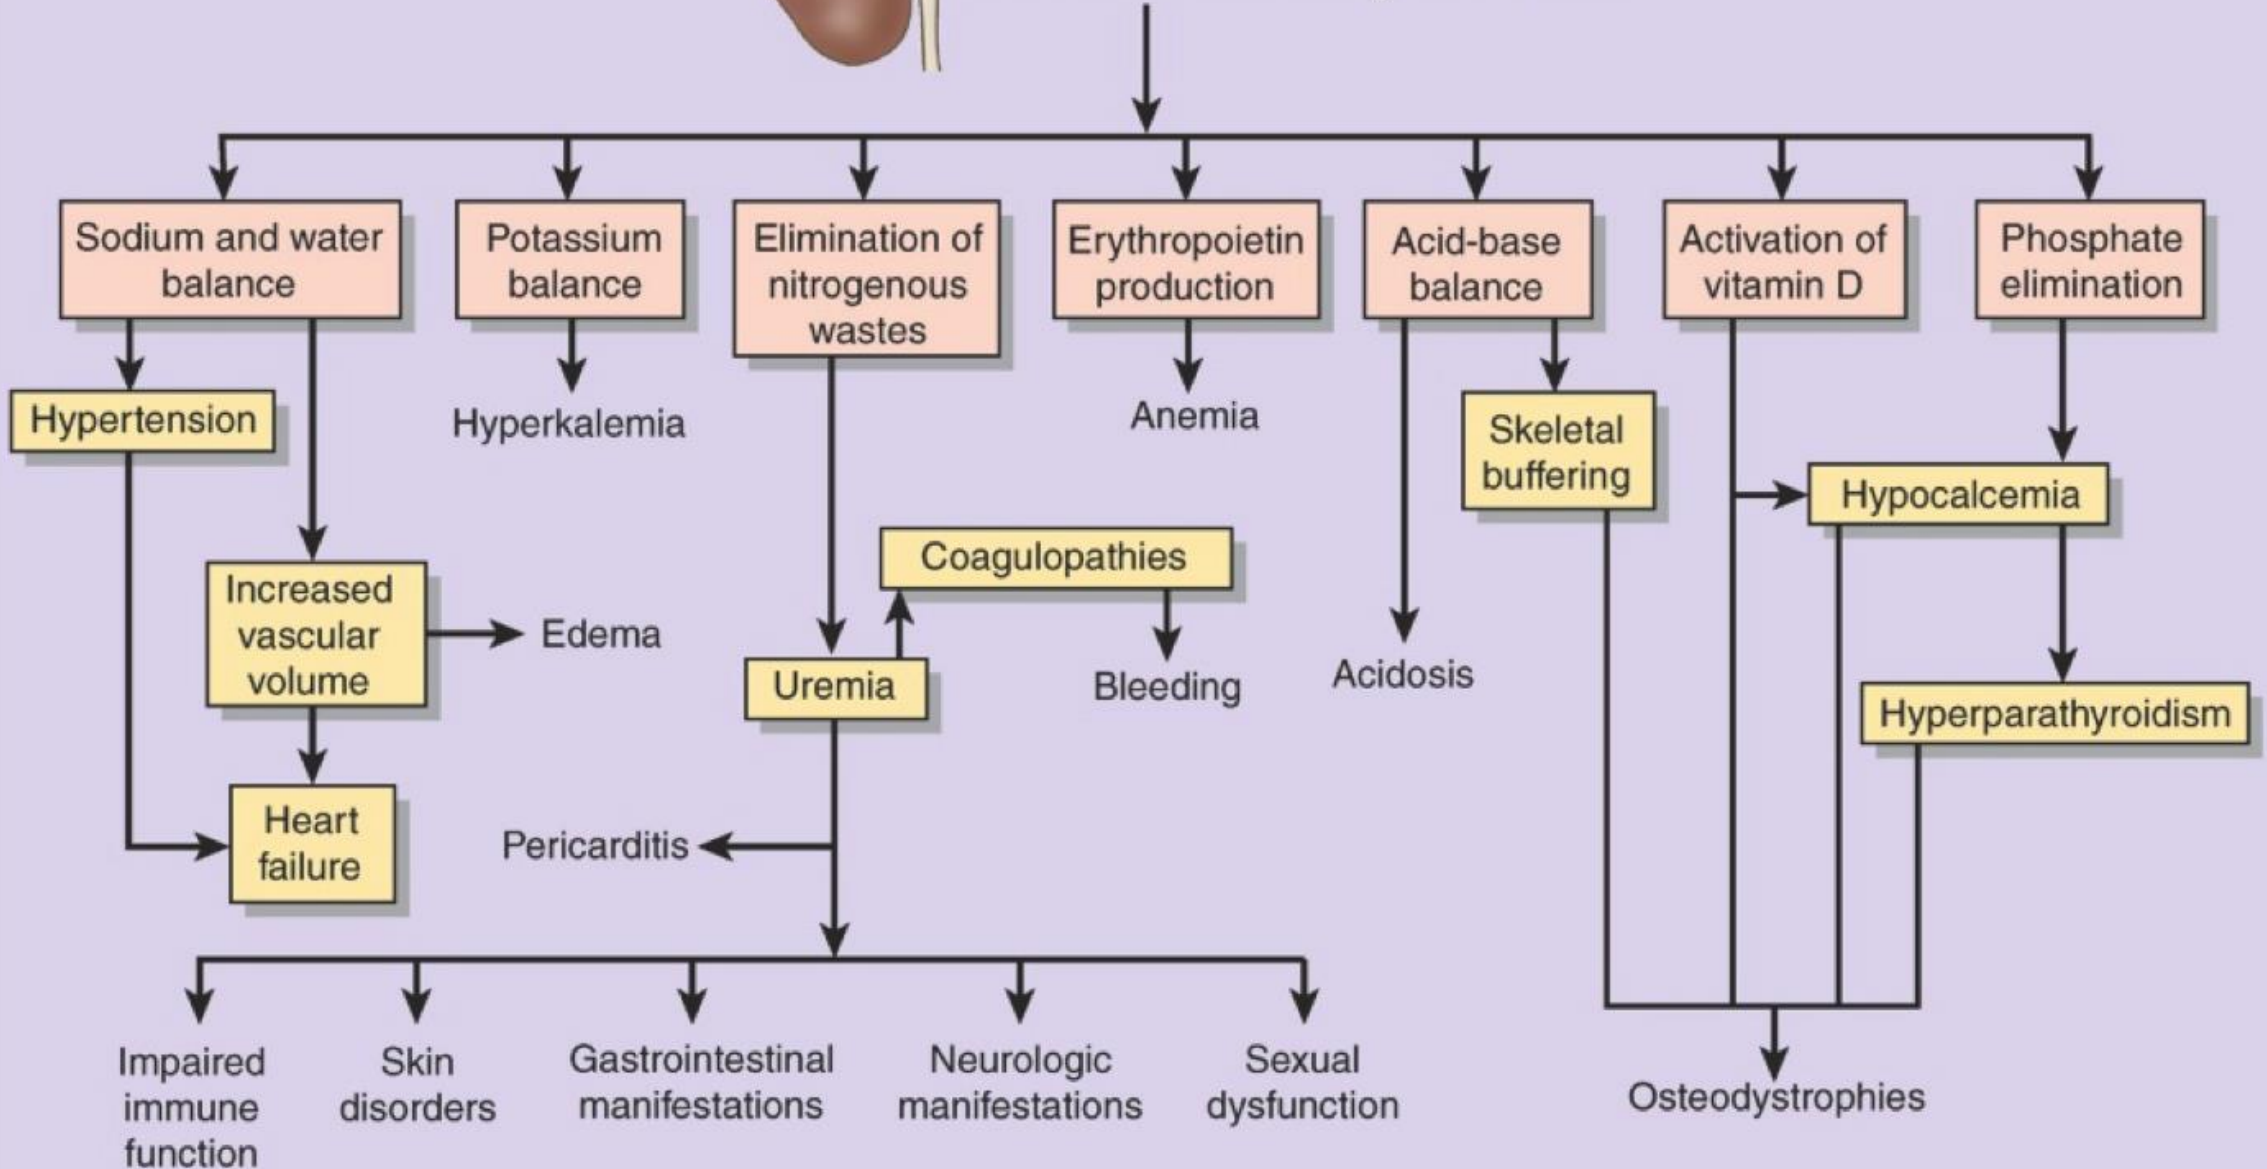 Sodium and water
balance
Potassium
balance
Elimination of
nitrogenous
wastes
Erythropoietin
production
Acid-base
balance
Activation of
vitamin D
Phosphate
elimination
Hypertension
Hyperkalemia
Anemia
Skeletal
buffering
Hypocalcemia
Coagulopathies
Increased
vascular
volume
Edema
Uremia
Bleeding
Acidosis
Hyperparathyroidism
Heart
failure
Pericarditis
Impaired
immune
function
Skin
disorders
Gastrointestinal
manifestations
Neurologic
manifestations
Sexual
dysfunction
Osteodystrophies